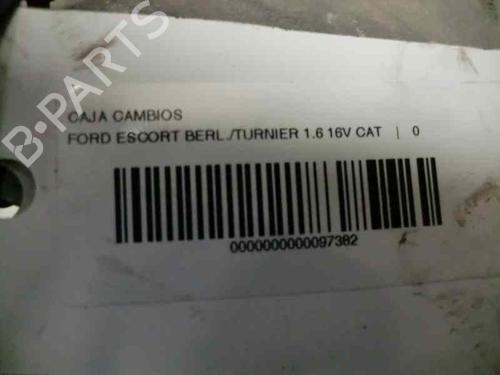 CAJA CAMBIOS
FORD ESCORT BERL./TURNIER 1.6 16V CAT | 0
0000000000097382
B-PARTS